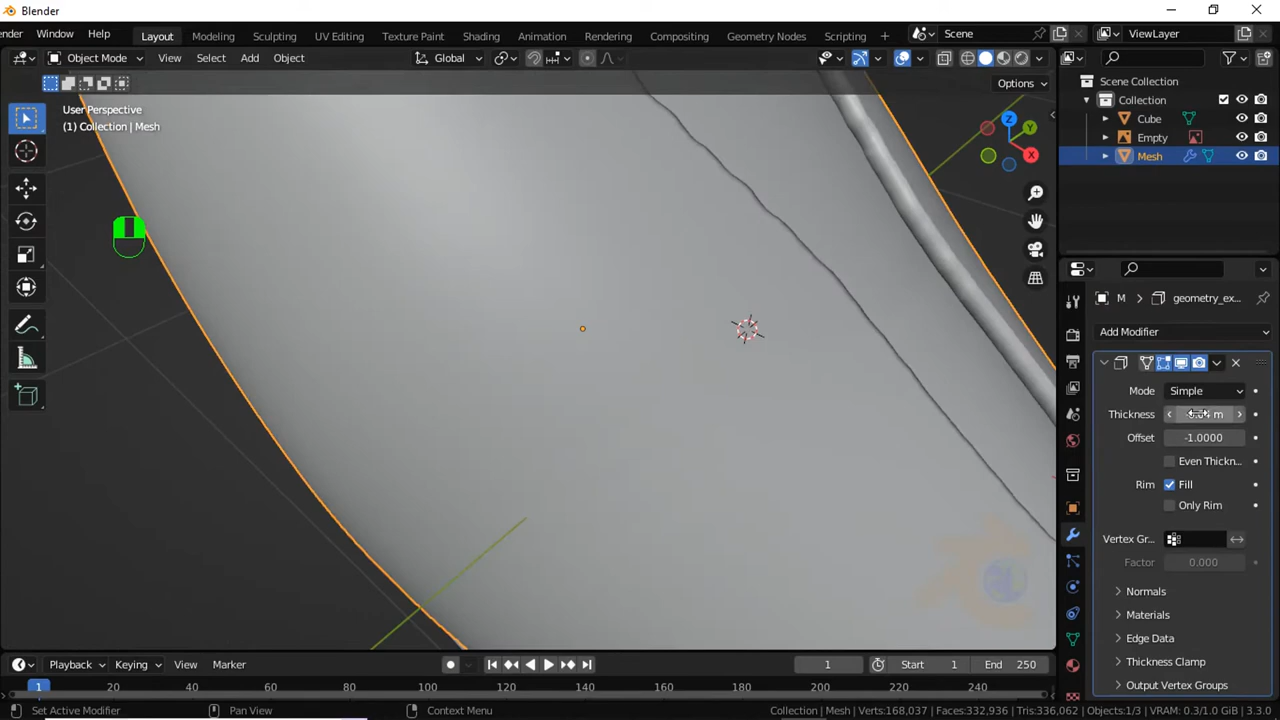 Blender
ender Window Help Layout Modeling Sculpting UV Editing Texture Paint Shading Animation Rendering Compositing Geometry Nodes Scripting + Scene ViewLayer
Object Mode View Select Add Object Global
Options
User Perspective
(1) Collection | Mesh
Z
Y
X
Scene Collection
Collection
Cube
Empty
Mesh
M geometry_ex...
Add Modifier
Mode Simple
Thickness m
Offset -1.0000
Even Thickn...
Rim Fill
Only Rim
Vertex Gr...
Factor 0.000
Normals
Materials
Edge Data
Thickness Clamp
Output Vertex Groups
Playback Keying View Marker 1 Start 1 End 250
1 20 40 60 80 100 120 140 160 180 200 220 240
Set Active Modifier Pan View Context Menu Collection | Mesh | Verts:168,037 | Faces:332,936 | Tris:336,062 | Objects:1/3 | VRAM: 0.3/1.0 GiB | 3.3.0